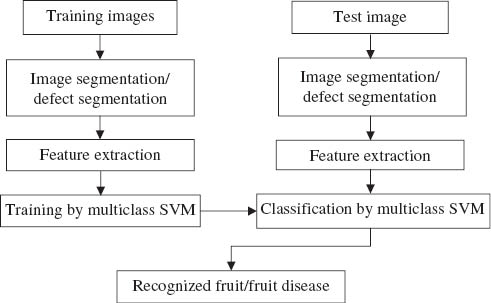 Training images
Image segmentation/
defect segmentation
Feature extraction
Training by multiclass SVM
Test image
Image segmentation/
defect segmentation
Feature extraction
Classification by multiclass SVM
Recognized fruit/fruit disease